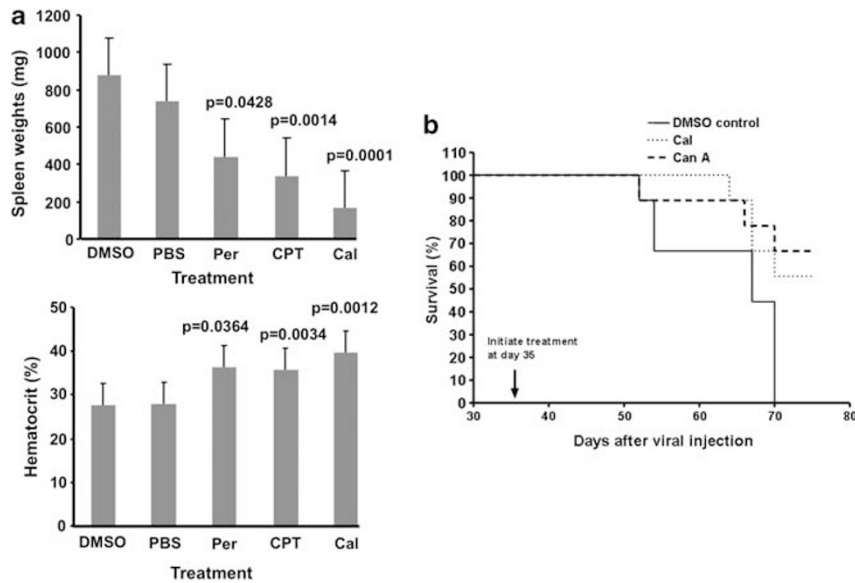 a
Spleen weights (mg)
1200
1000
800
600
400
200
0
p=0.0428
p=0.0014
p=0.0001
DMSO PBS Per CPT Cal
Treatment
Hematocrit (%)
50
40
30
20
10
0
p=0.0364
p=0.0034
p=0.0012
DMSO PBS Per CPT Cal
Treatment
b
DMSO control
Cal
Can A
Survival (%)
110
100
90
80
70
60
50
40
30
20
10
0
Initiate treatment
at day 35
30 40 50 60 70 80
Days after viral injection